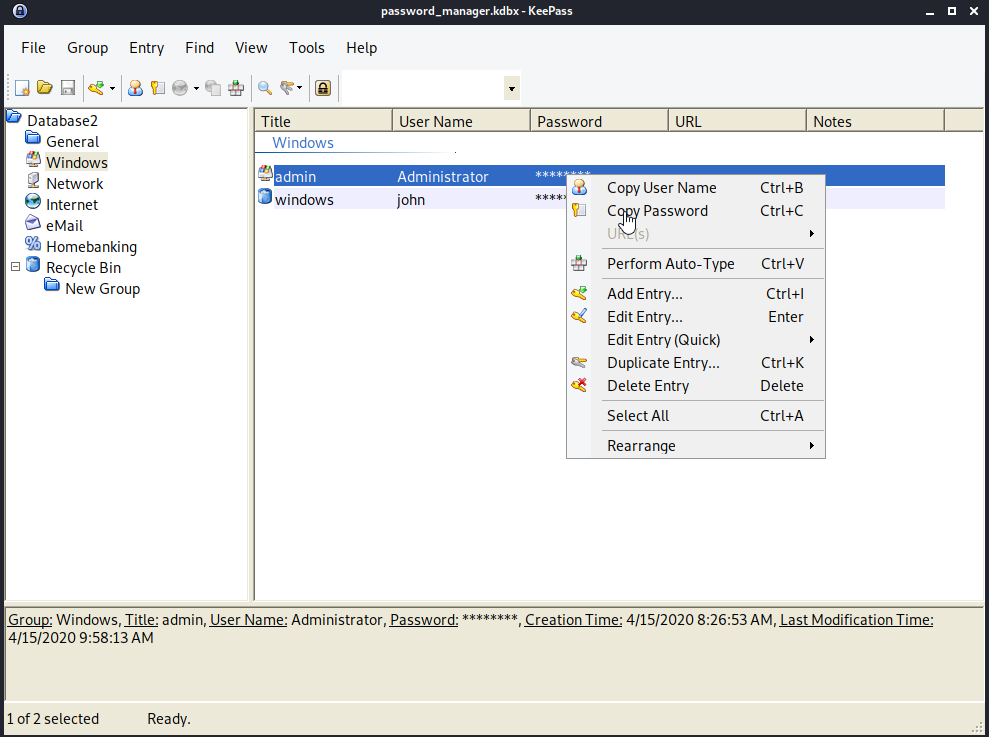 password_manager.kdbx - KeePass
File Group Entry Find View Tools Help
Database2
General
Windows
Network
Internet
eMail
Homebanking
Recycle Bin
New Group
Title User Name Password URL Notes
Windows
admin Administrator ********
windows john ****
Copy User Name Ctrl+B
Copy Password Ctrl+C
URL(s)
Perform Auto-Type Ctrl+V
Add Entry... Ctrl+I
Edit Entry... Enter
Edit Entry (Quick)
Duplicate Entry... Ctrl+K
Delete Entry Delete
Select All Ctrl+A
Rearrange
Group: Windows, Title: admin, User Name: Administrator, Password: ********, Creation Time: 4/15/2020 8:26:53 AM, Last Modification Time:
4/15/2020 9:58:13 AM
1 of 2 selected Ready.